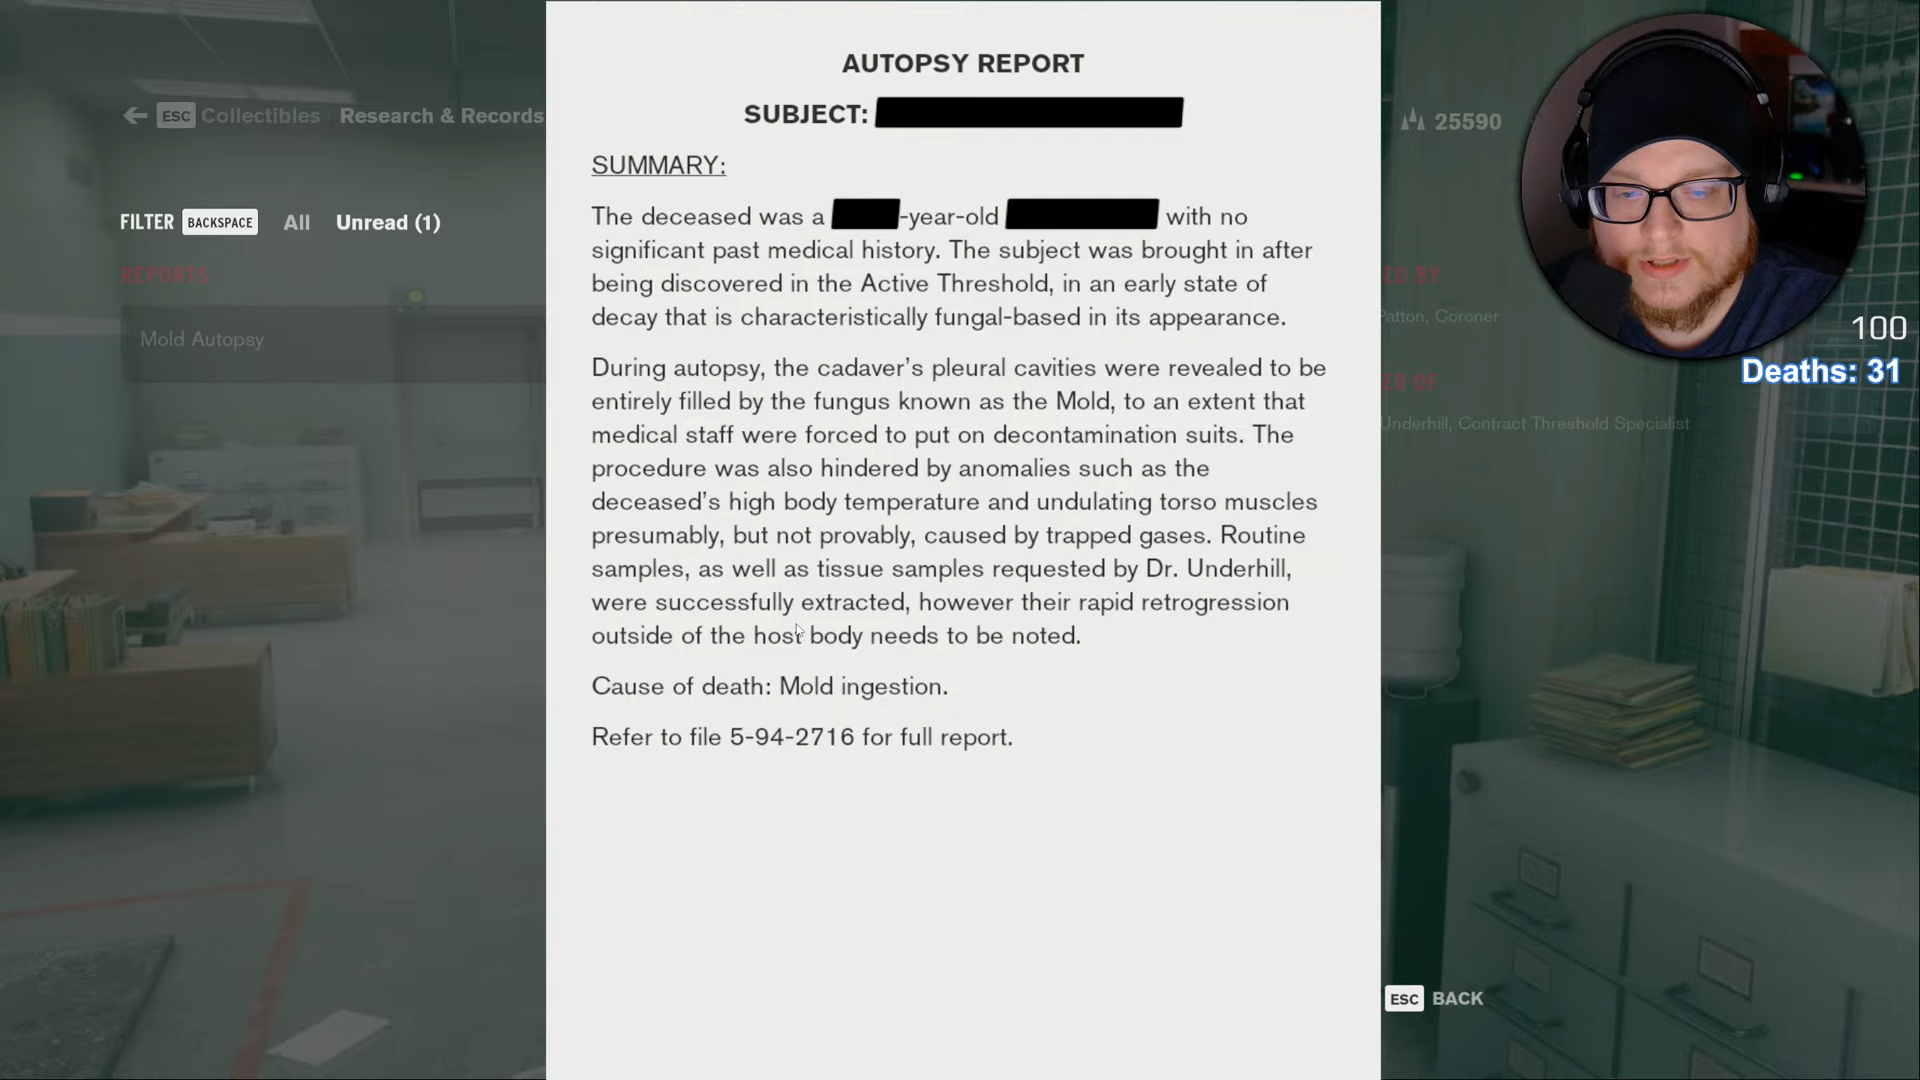 AUTOPSY REPORT
SUBJECT:
ESC Collectibles Research & Records
25590
SUMMARY:
FILTER BACKSPACE All Unread (1)
The deceased was a -year-old with no
significant past medical history. The subject was brought in after
being discovered in the Active Threshold, in an early state of
decay that is characteristically fungal-based in its appearance.
During autopsy, the cadaver's pleural cavities were revealed to be
entirely filled by the fungus known as the Mold, to an extent that
medical staff were forced to put on decontamination suits. The
procedure was also hindered by anomalies such as the
deceased's high body temperature and undulating torso muscles
presumably, but not provably, caused by trapped gases. Routine
samples, as well as tissue samples requested by Dr. Underhill,
were successfully extracted, however their rapid retrogression
outside of the host body needs to be noted.
Cause of death: Mold ingestion.
Refer to file 5-94-2716 for full report.
REPORTS
Mold Autopsy
ED BY
Patton, Coroner
ER OF
Underhill, Contract Threshold Specialist
100
Deaths: 31
ESC BACK